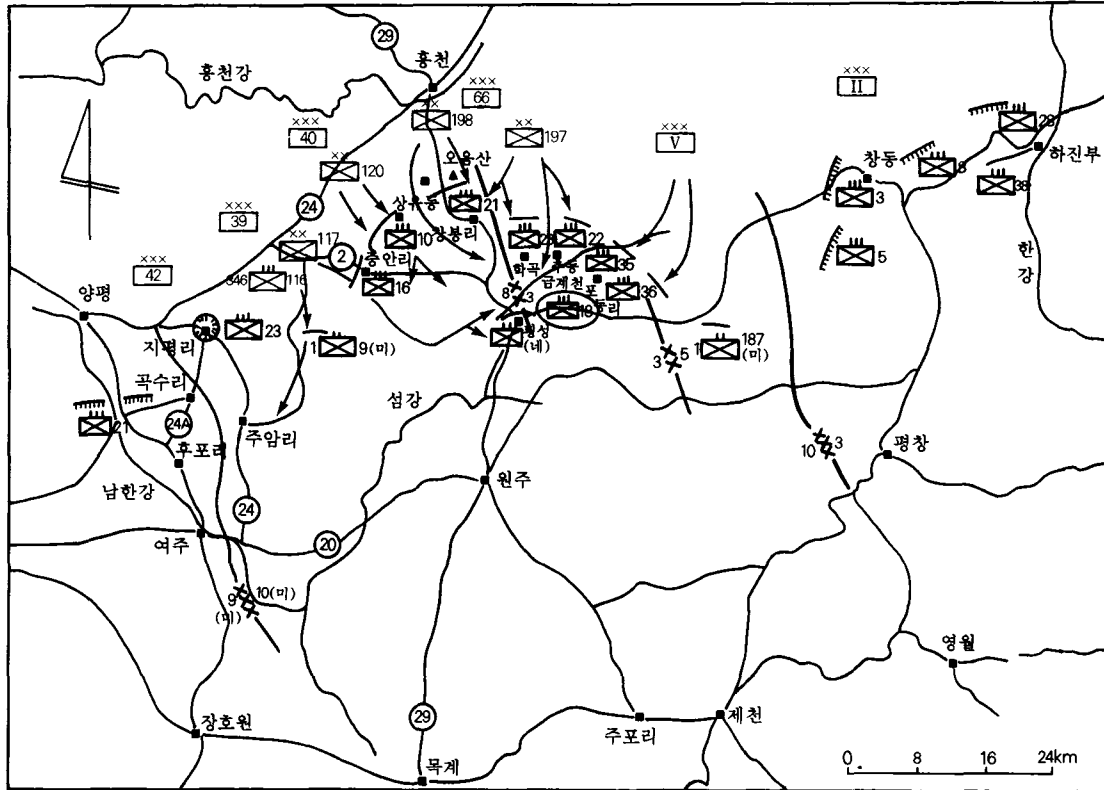 29
홍천
홍천강
×××
66
×××
II
××
198
××
197
×××
40
×××
V
28
하진부
오음산
8
××
120
창동
38
3
21
24
상유동
×××
39
10
창봉리
22
××
117
2
한강
중안리
학곡
35
5
×××
42
346
116
16
8
3
36
양평
18
횡성
(네)
23
지평리
1
9(미)
3
5
1
187
(미)
곡수리
섬강
21
24A
주암리
10
3
평창
후포리
남한강
원주
24
여주
20
9
(미)
10(미)
영월
29
장호원
제천
주포리
목계
0
8
16
24km